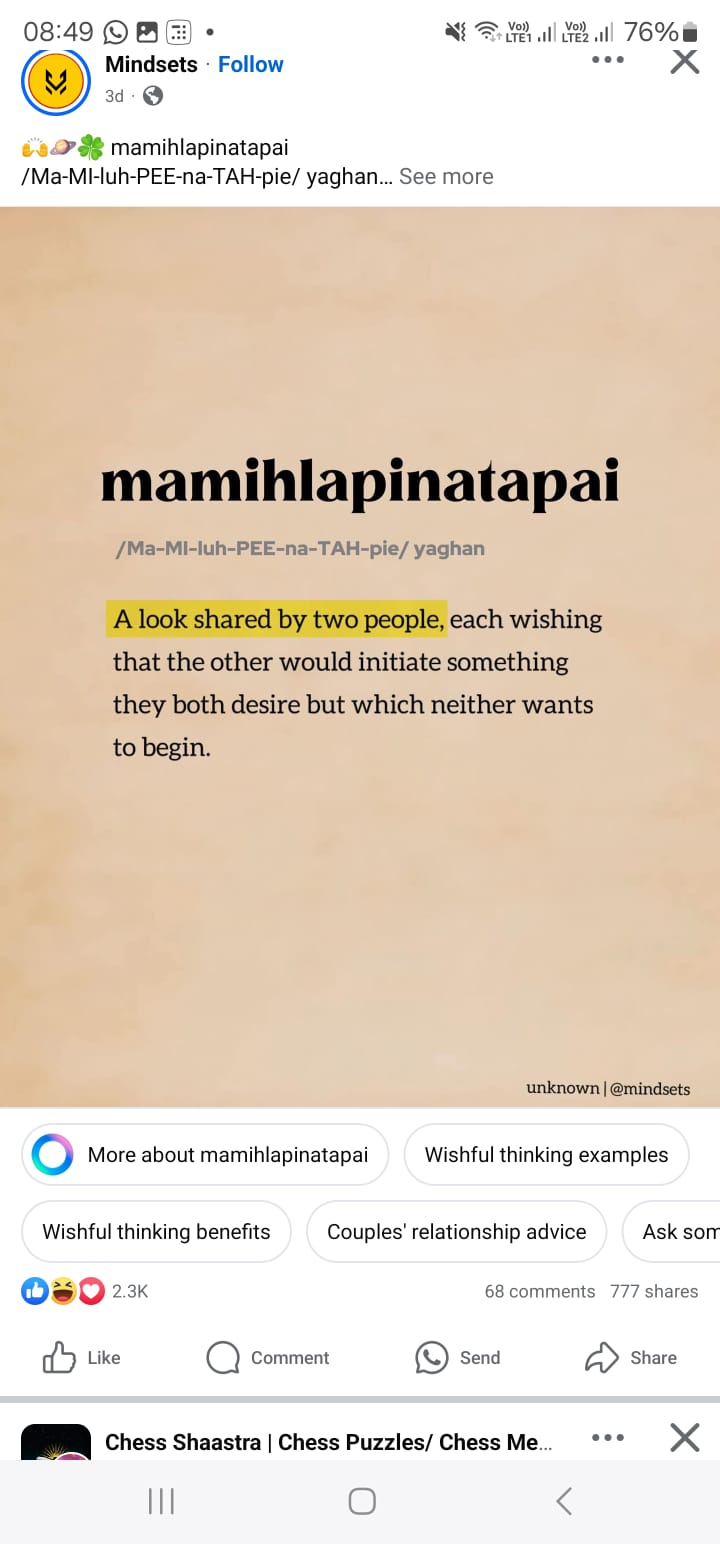 08:49 Vo)) LTE1 Vo)) LTE2 76%
Mindsets · Follow
3d ·
🙌🪐🍀 mamihlapinatapai
/Ma-MI-luh-PEE-na-TAH-pie/ yaghan... See more
mamihlapinatapai
/Ma-MI-luh-PEE-na-TAH-pie/ yaghan
A look shared by two people, each wishing
that the other would initiate something
they both desire but which neither wants
to begin.
unknown | @mindsets
More about mamihlapinatapai
Wishful thinking examples
Wishful thinking benefits
Couples' relationship advice
Ask som
2.3K
68 comments 777 shares
Like Comment Send Share
Chess Shaastra | Chess Puzzles/ Chess Me...